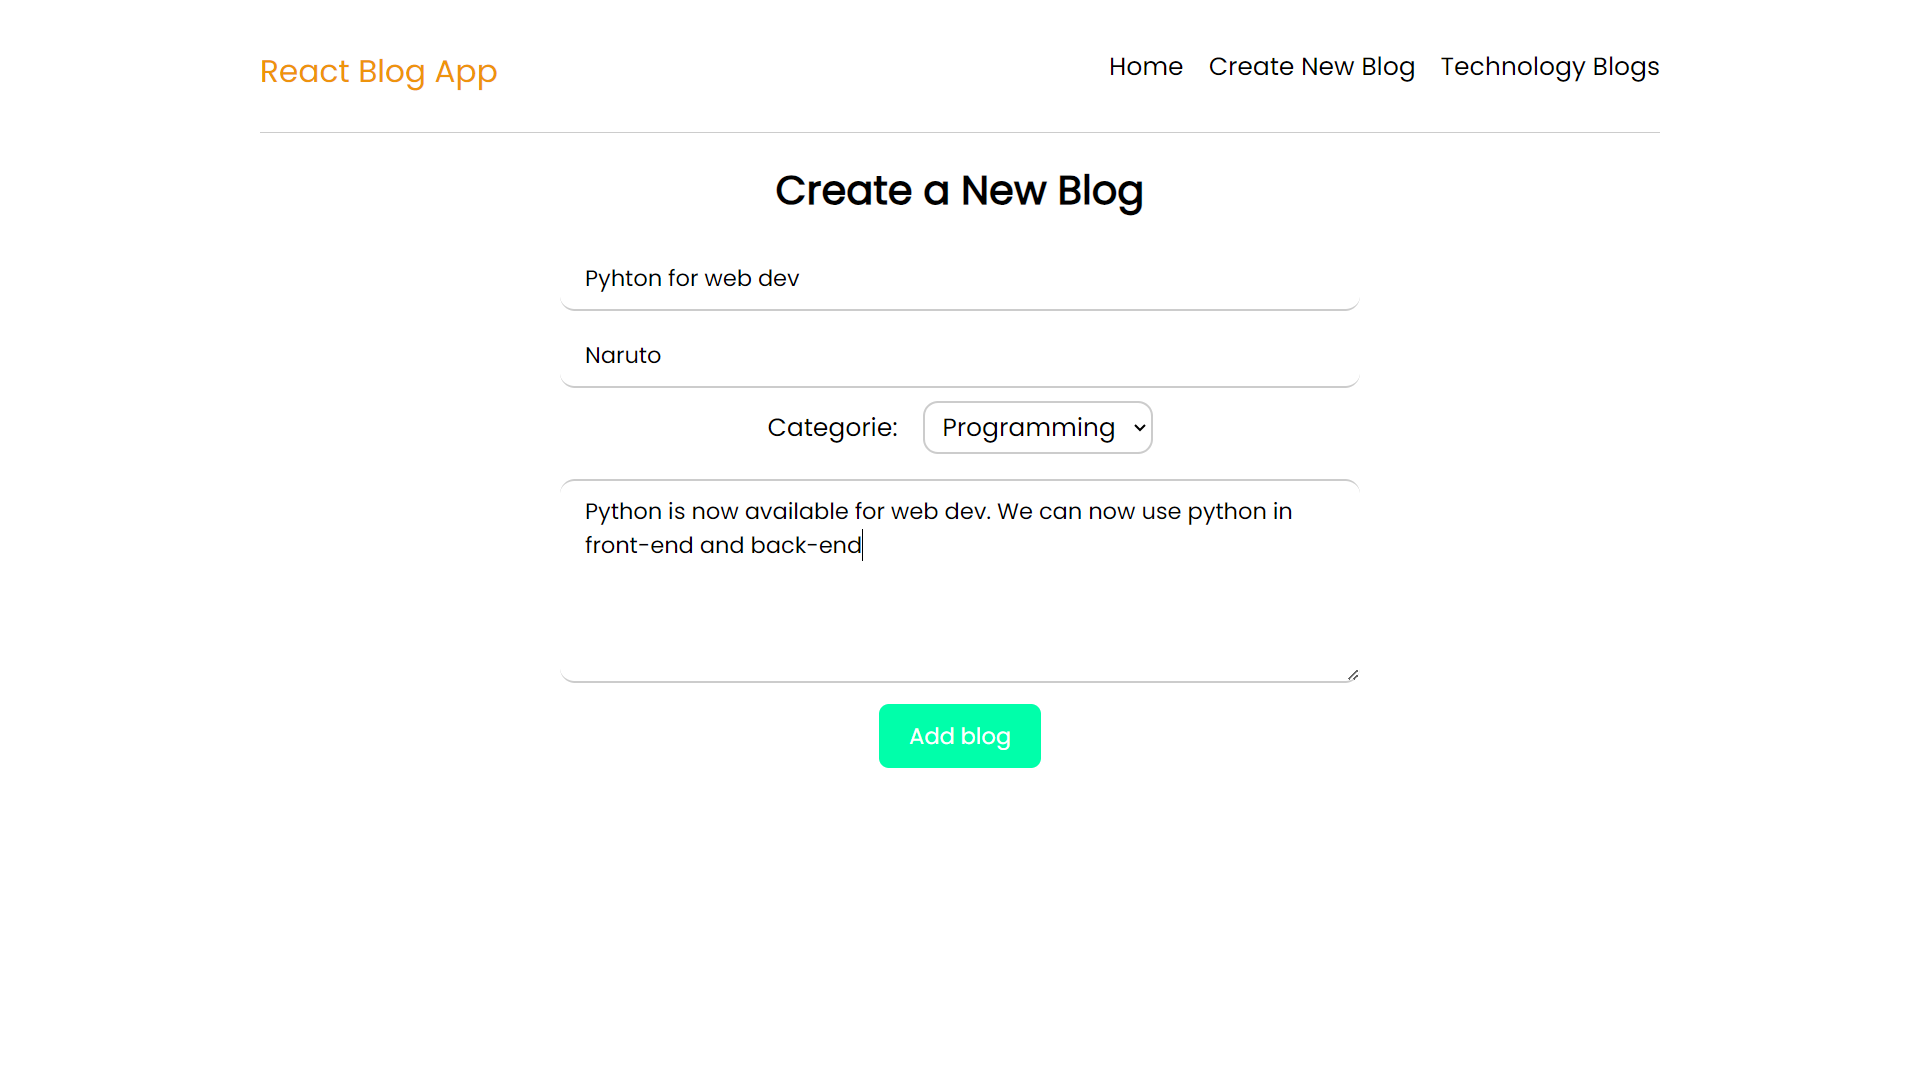 React Blog App
Home Create New Blog Technology Blogs
Create a New Blog
Pyhton for web dev
Naruto
Categorie: Programming
Python is now available for web dev. We can now use python in
front-end and back-end
Add blog